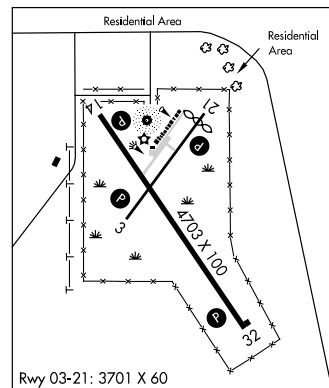 Residential Area
Residential
Area
14
21
P
P
P
3
4703 X 100
P
32
Rwy 03-21: 3701 X 60